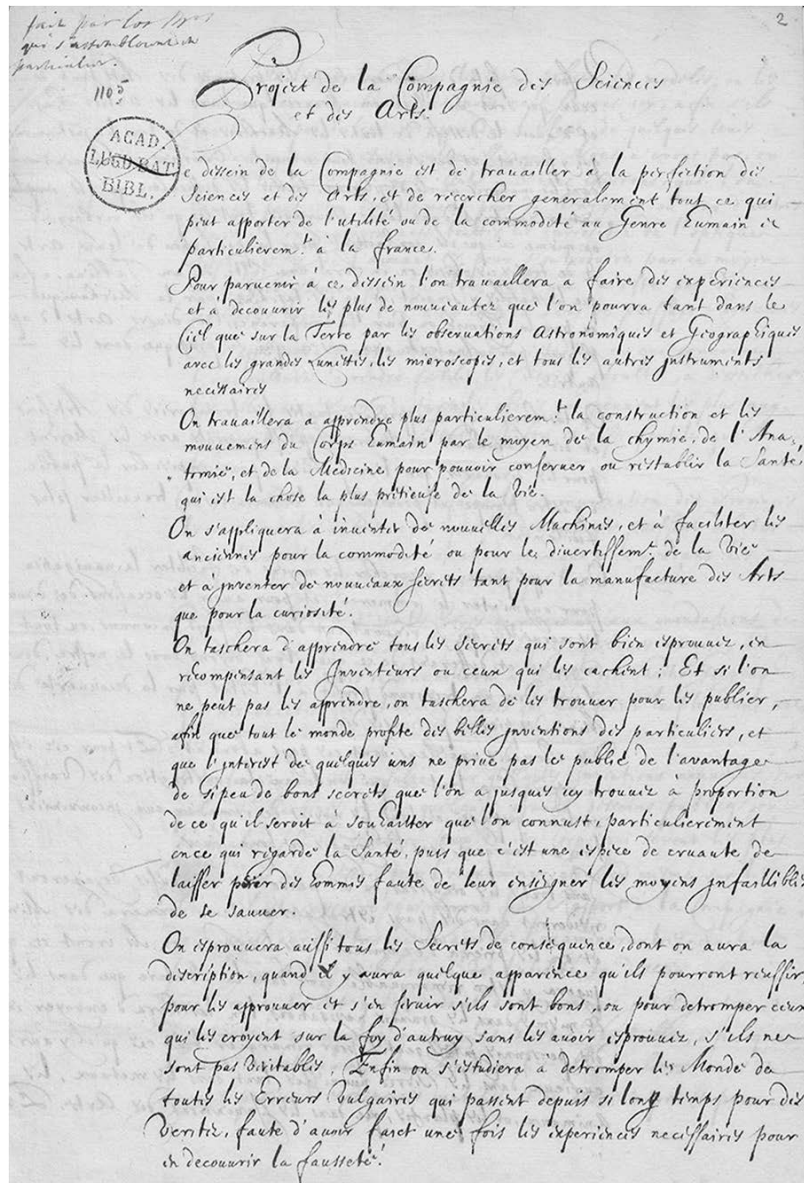 fait par les Mrs
qui s'assembloient en
particulier.
2
1105
Project de la Compagnie des Sciences
et des Arts.
ACAD.
LUGD. BAT.
BIBL.
e dessein de la Compagnie est de travailler à la perfection des
Sciences et des Arts, et de recercher generalement tout ce qui
peut apporter de l'utilité ou de la commodité au Genre humain et
particulierem.t à la france.
Pour parvenir à ce dessein l'on travaillera a faire des experiences
et à decouvrir les plus de nouveautez que l'on pourra tant dans le
Ciel que sur la Terre par les observations Astronomiques et Geographiques
avec les grandes Lunettes, les microscopes, et tous les autres jnstruments
necessaires
On travaillera a apprendre plus particulierem.t la construction et les
mouvemens du Corps humain par le moyen de la chymie, de l'Ana,
tomie, et de la Medicine pour pouvoir conserver ou restablir la Santé
qui est la chose la plus pretieuse de la Vie.
On s'appliquera à inventer de nouvelles Machines, et à faciliter les
anciennes pour la commodité ou pour le divertissem.t de la Vie
et à jnventer de nouveaux secrets tant pour la manufacture des Arts
que pour la curiosité.
On taschera d'apprendre tous les secrets qui sont bien esprouvez, en
recompensant les Jnventeurs ou ceux qui les cachent; Et si l'on
ne peut pas les apprendre, on taschera de les trouver pour les publier,
afin que tout le monde profite des belles jnventions des particuliers, et
que l'jnterest de quelques uns ne prive pas le public de l'avantage
de si peu de bons secrets que l'on a jusques icy trouvez à proportion
de ce qu'il seroit à souhaitter que l'on connust, particulierement
en ce qui regarde la Santé, puis que c'est une espece de cruauté de
laisser perir des hommes faute de leur enseigner les moyens jnfaillibles
de se sauver.
On esprouvera aussi tous les Secrets de consequence, dont on aura la
description, quand il y aura quelque apparence qu'ils pourront reussir,
pour les approuver et s'en servir s'ils sont bons, ou pour detromper ceux
qui les croyent sur la foy d'autruy sans les avoir esprouvez, s'ils ne
sont pas veritables, Enfin on s'estudiera à detromper le Monde de
toutes les Erreurs vulgaires qui passent depuis si long temps pour des
Veritez, faute d'avoir faict une fois les experiences necessaires pour
en decouvrir la fausseté.